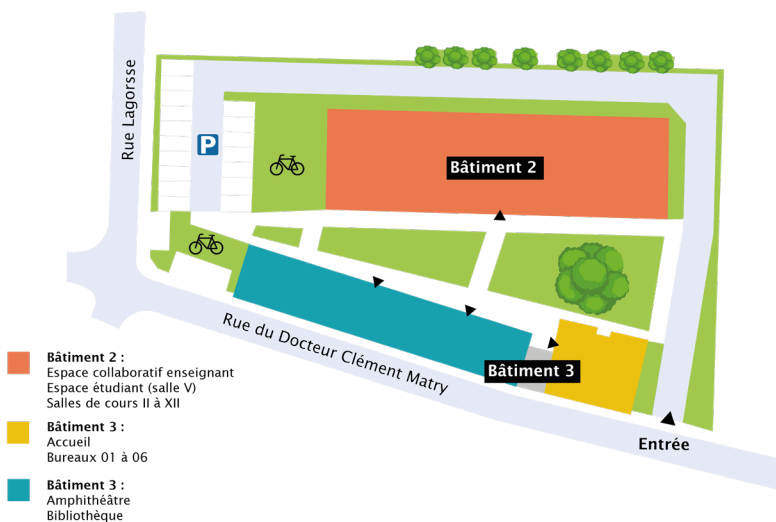 Rue Lagorsse
P
Bâtiment 2
Rue du Docteur Clément Matry
Bâtiment 3
Entrée
Bâtiment 2 :
Espace collaboratif enseignant
Espace étudiant (salle V)
Salles de cours II à XII
Bâtiment 3 :
Accueil
Bureaux 01 à 06
Bâtiment 3 :
Amphithéâtre
Bibliothèque